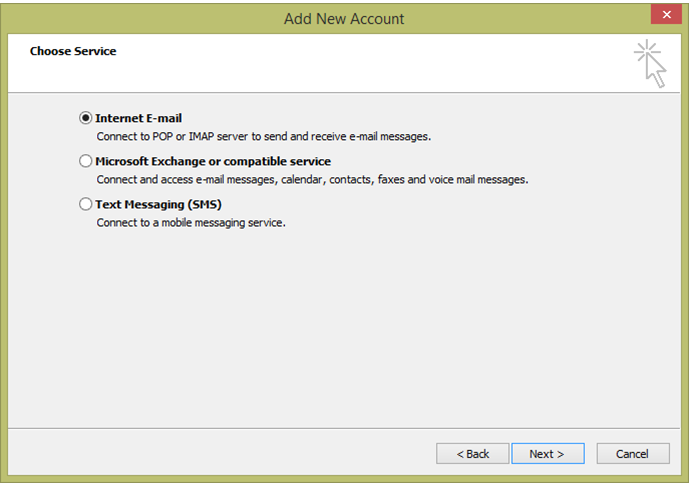 Add New Account
Choose Service
Internet E-mail
Connect to POP or IMAP server to send and receive e-mail messages.
Microsoft Exchange or compatible service
Connect and access e-mail messages, calendar, contacts, faxes and voice mail messages.
Text Messaging (SMS)
Connect to a mobile messaging service.
< Back Next > Cancel